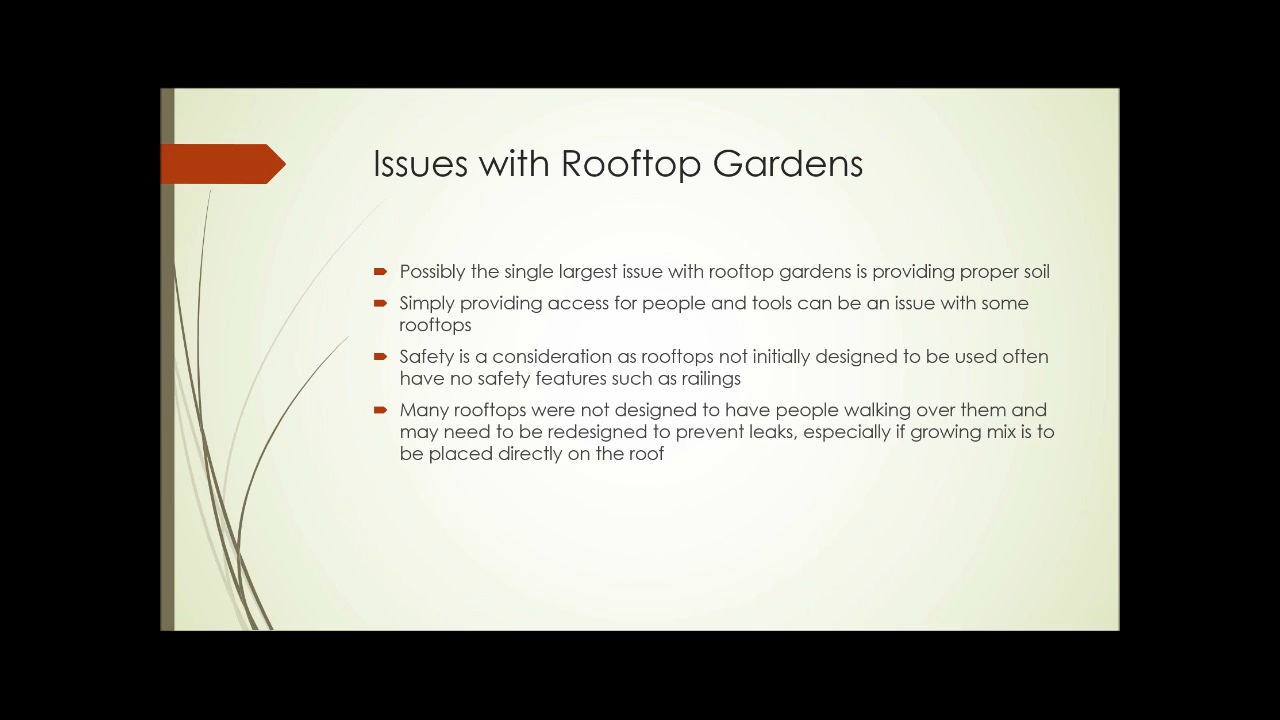 Issues with Rooftop Gardens
Possibly the single largest issue with rooftop gardens is providing proper soil
Simply providing access for people and tools can be an issue with some
rooftops
Safety is a consideration as rooftops not initially designed to be used often
have no safety features such as railings
Many rooftops were not designed to have people walking over them and
may need to be redesigned to prevent leaks, especially if growing mix is to
be placed directly on the roof